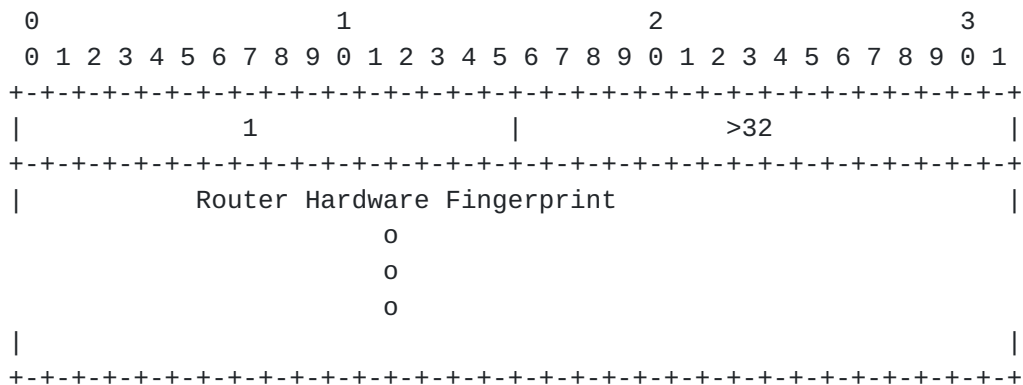 0                   1                   2                   3
 0 1 2 3 4 5 6 7 8 9 0 1 2 3 4 5 6 7 8 9 0 1 2 3 4 5 6 7 8 9 0 1
+-+-+-+-+-+-+-+-+-+-+-+-+-+-+-+-+-+-+-+-+-+-+-+-+-+-+-+-+-+-+-+-+
|              1                |             >32               |
+-+-+-+-+-+-+-+-+-+-+-+-+-+-+-+-+-+-+-+-+-+-+-+-+-+-+-+-+-+-+-+-+
|           Router Hardware Fingerprint                         |
                        o
                        o
                        o
|                                                               |
+-+-+-+-+-+-+-+-+-+-+-+-+-+-+-+-+-+-+-+-+-+-+-+-+-+-+-+-+-+-+-+-+